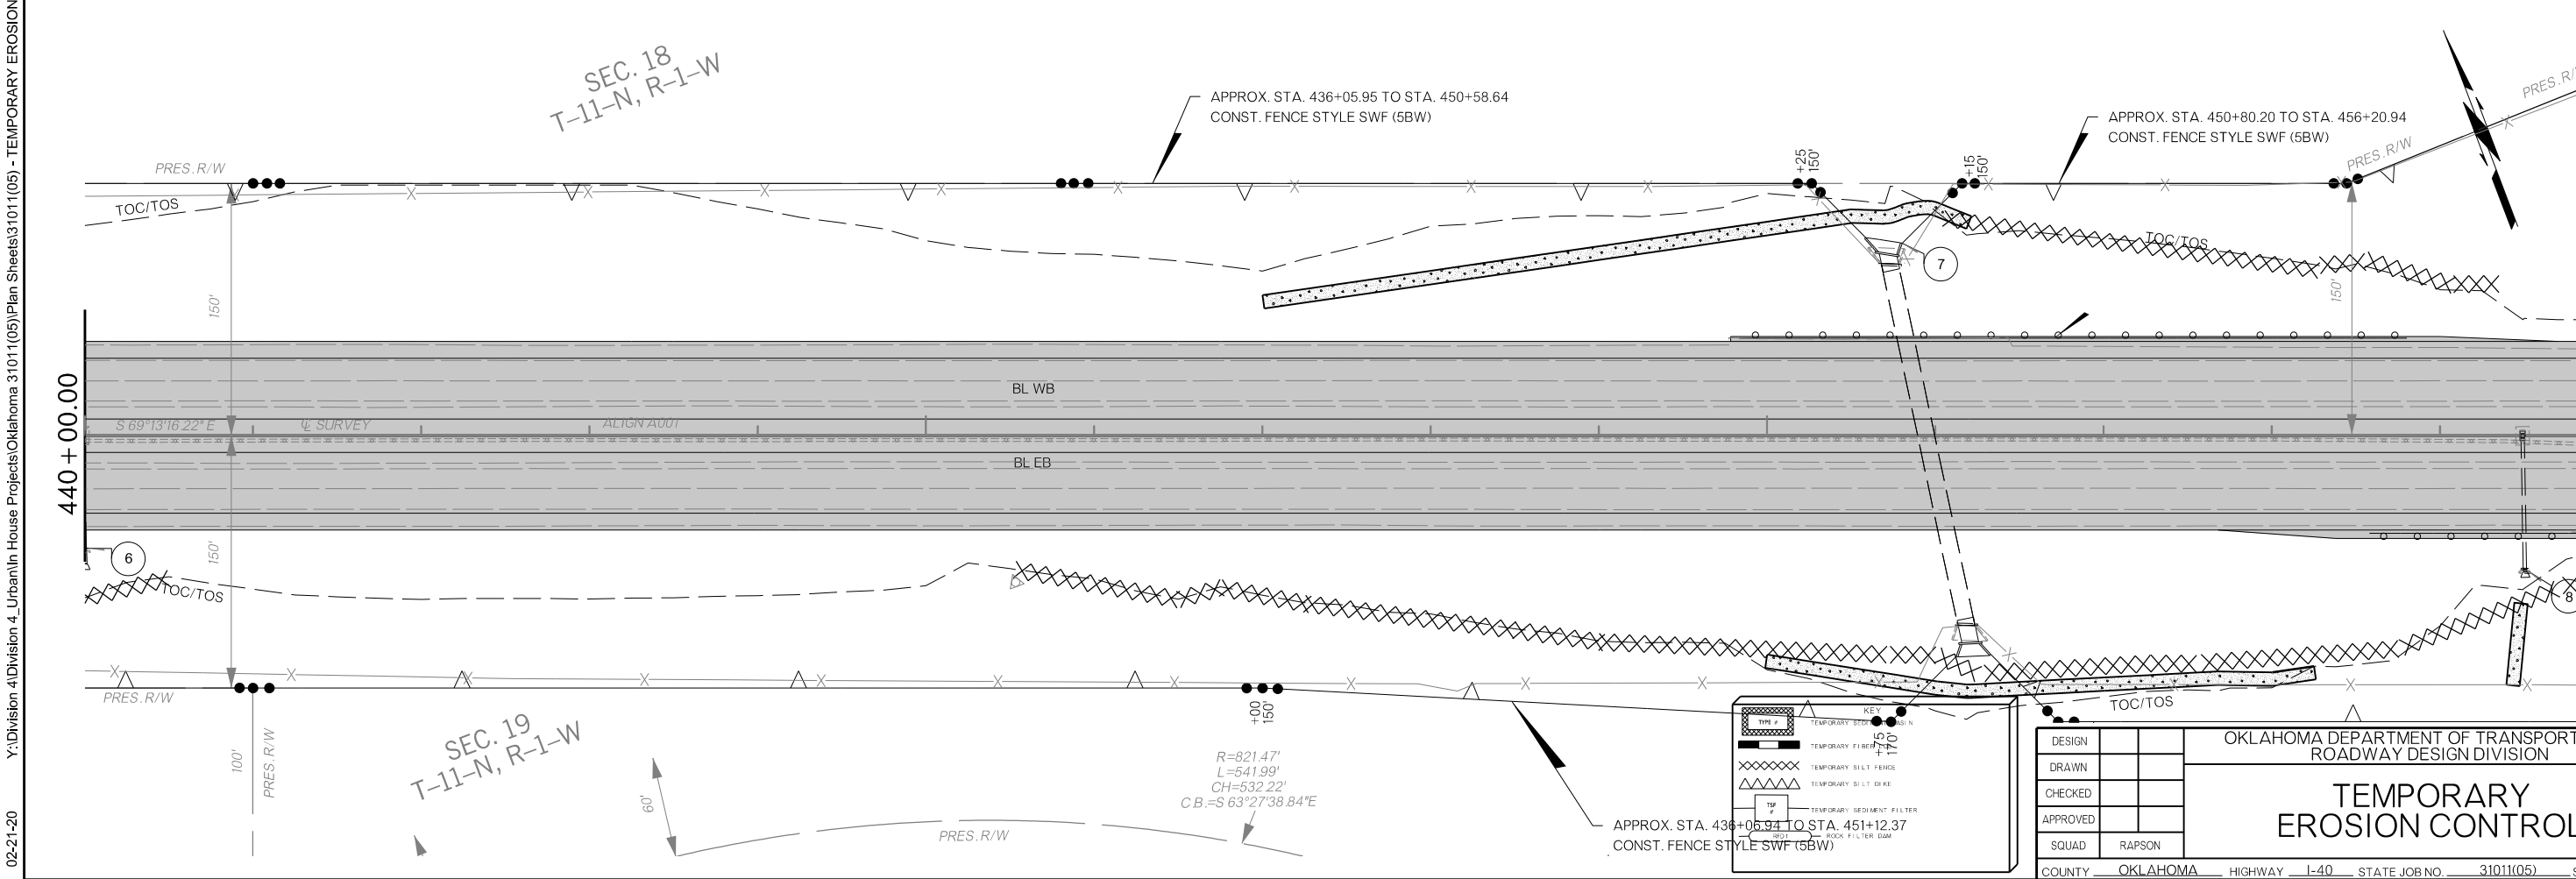 Y:\Division 4\Division 4_Urban\In House Projects\Oklahoma 31011(05)\Plan Sheets\31011(05) - TEMPORARY EROSION
02-21-20
SEC. 18
T-11-N, R-1-W
APPROX. STA. 436+05.95 TO STA. 450+58.64
CONST. FENCE STYLE SWF (5BW)
APPROX. STA. 450+80.20 TO STA. 456+20.94
CONST. FENCE STYLE SWF (5BW)
PRES.R/W
PRES. R/W
PRES.R/W
+25
150'
+15
150'
TOC/TOS
TOC/TOS
7
150'
150'
BL WB
S 69°13'16.22" E
℄ SURVEY
ALIGN A001
BL EB
440+00.00
6
TOC/TOS
150'
8
PRES.R/W
+00
150'
TOC/TOS
SEC. 19
T-11-N, R-1-W
100'
PRES.R/W
60'
R=821.47'
L=541.99'
CH=532.22'
C.B.=S 63°27'38.84"E
PRES.R/W
+75
170'
APPROX. STA. 436+06.94 TO STA. 451+12.37
CONST. FENCE STYLE SWF (5BW)
KEY
TYPE #
TEMPORARY SEDIMENT BASIN
TEMPORARY FIBER
TEMPORARY SILT FENCE
TEMPORARY SILT DIKE
TSF
#
TEMPORARY SEDIMENT FILTER
ROCK FILTER DAM
DESIGN
DRAWN
CHECKED
APPROVED
SQUAD RAPSON
OKLAHOMA DEPARTMENT OF TRANSPORT
ROADWAY DESIGN DIVISION
TEMPORARY
EROSION CONTROL
COUNTY OKLAHOMA HIGHWAY I-40 STATE JOB NO. 31011(05)